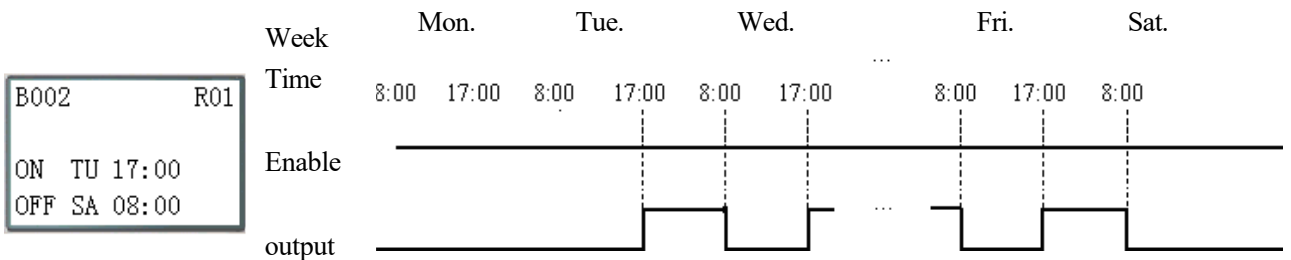 B002 R01
ON TU 17:00
OFF SA 08:00
Week Mon. Tue. Wed. ... Fri. Sat.
Time 8:00 17:00 8:00 17:00 8:00 17:00 8:00 17:00 8:00
Enable
...
output